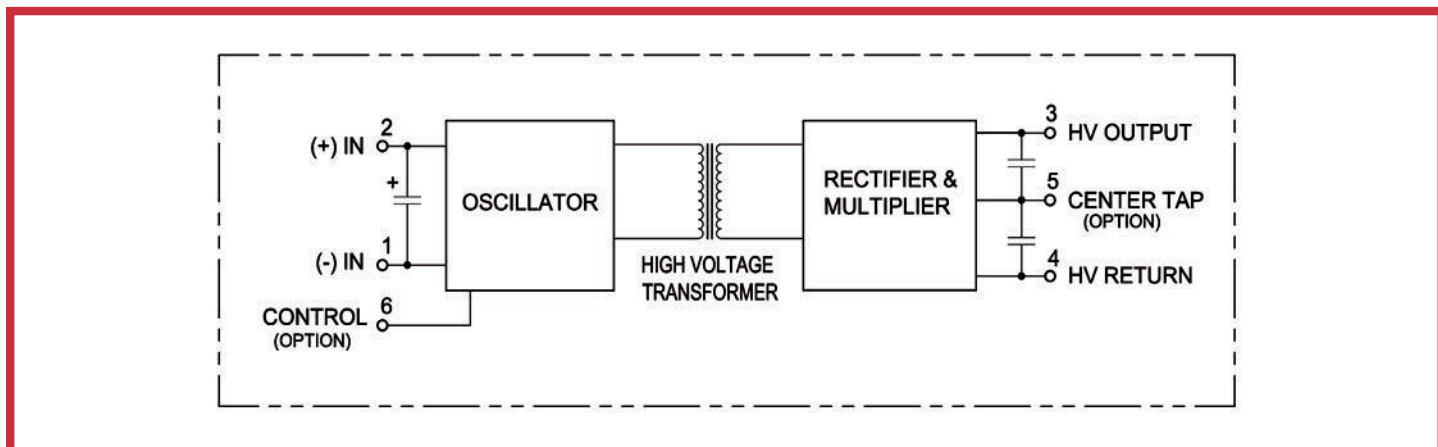 2
(+) IN
+
1
(-) IN
6
CONTROL
(OPTION)
OSCILLATOR
HIGH VOLTAGE
TRANSFORMER
RECTIFIER &
MULTIPLIER
3
HV OUTPUT
5
CENTER TAP
(OPTION)
4
HV RETURN